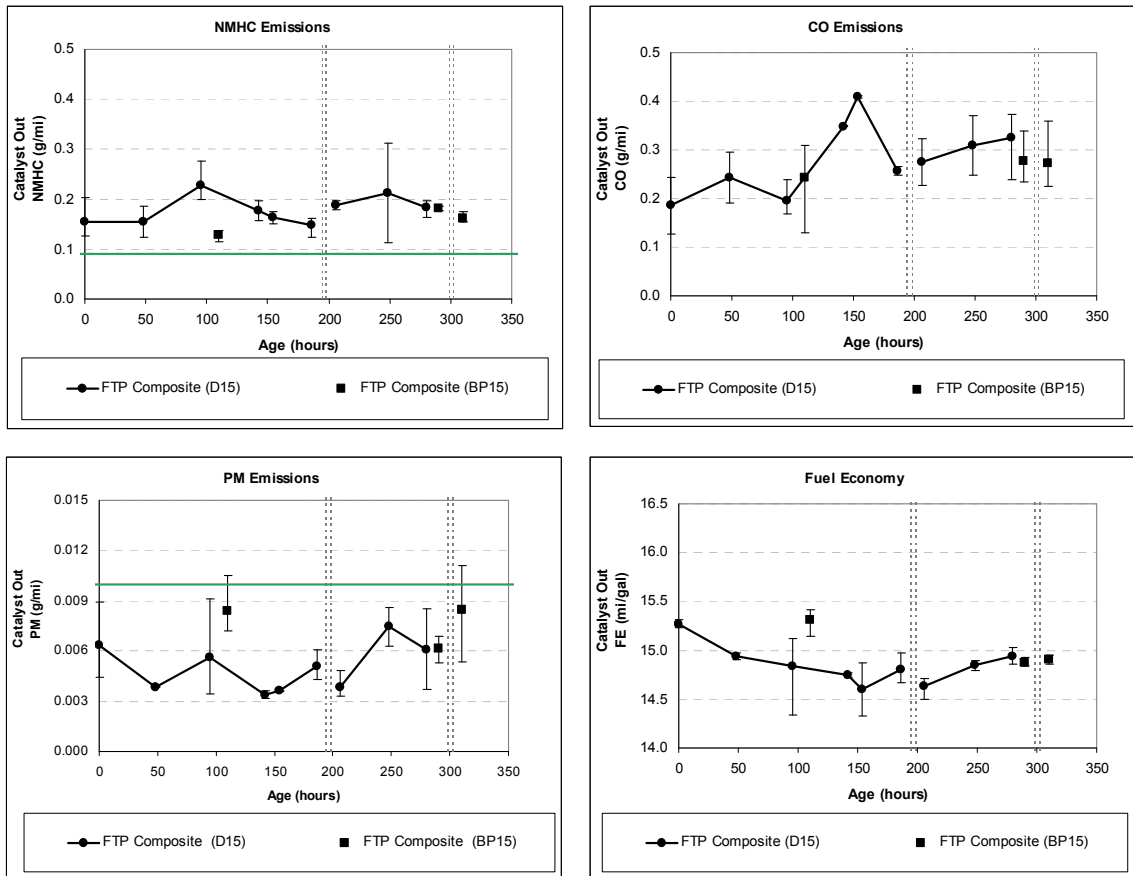 NMHC Emissions
0.5
0.4
0.3
0.2
0.1
0.0
Catalyst Out
NMHC (g/mi)
0 50 100 150 200 250 300 350
Age (hours)
FTP Composite (D15) FTP Composite (BP15)
CO Emissions
0.5
0.4
0.3
0.2
0.1
0.0
Catalyst Out
CO (g/mi)
0 50 100 150 200 250 300 350
Age (hours)
FTP Composite (D15) FTP Composite (BP15)
PM Emissions
0.015
0.012
0.009
0.006
0.003
0.000
Catalyst Out
PM (g/mi)
0 50 100 150 200 250 300 350
Age (hours)
FTP Composite (D15) FTP Composite (BP15)
Fuel Economy
16.5
16.0
15.5
15.0
14.5
14.0
Catalyst Out
FE (mi/gal)
0 50 100 150 200 250 300 350
Age (hours)
FTP Composite (D15) FTP Composite (BP15)